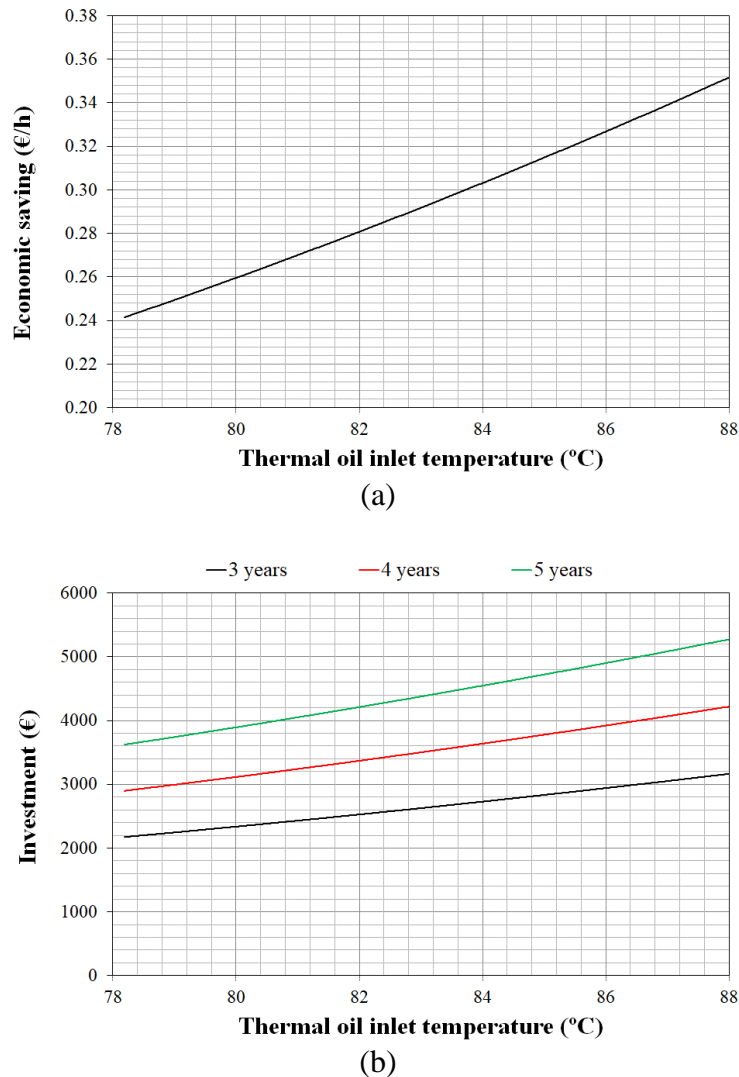 Economic saving (€/h)
0.38
0.36
0.34
0.32
0.30
0.28
0.26
0.24
0.22
0.20
78 80 82 84 86 88
Thermal oil inlet temperature (ºC)
(a)
3 years 4 years 5 years
Investment (€)
6000
5000
4000
3000
2000
1000
0
78 80 82 84 86 88
Thermal oil inlet temperature (ºC)
(b)